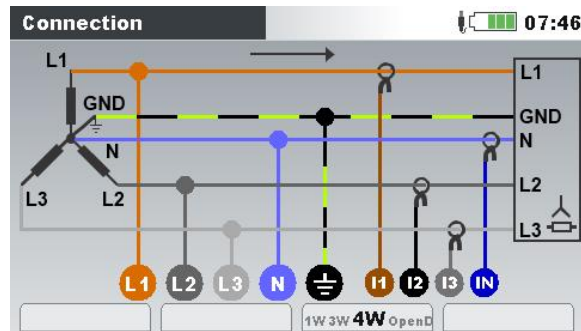 Connection 07:46
L1 L1
GND GND
N N
L3 L2 L2
L3
L1 L2 L3 N I1 I2 I3 IN
1W 3W 4W OpenD